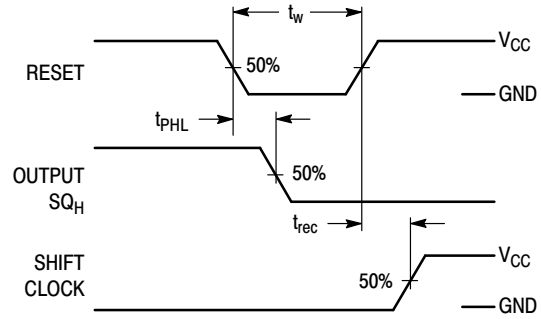 tw
VCC
RESET
50%
GND
tPHL
OUTPUT
SQH
50%
trec
SHIFT
CLOCK
50%
VCC
GND